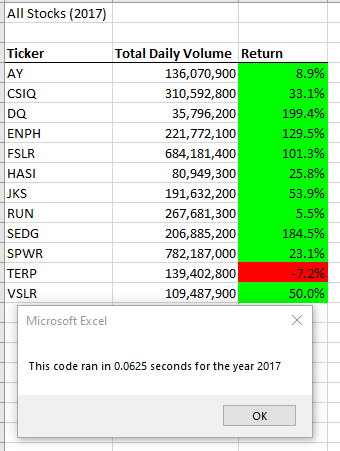 All Stocks (2017)
Ticker Total Daily Volume Return
AY 136,070,900 8.9%
CSIQ 310,592,800 33.1%
DQ 35,796,200 199.4%
ENPH 221,772,100 129.5%
FSLR 684,181,400 101.3%
HASI 80,949,300 25.8%
JKS 191,632,200 53.9%
RUN 267,681,300 5.5%
SEDG 206,885,200 184.5%
SPWR 782,187,000 23.1%
TERP 139,402,800 -7.2%
VSLR 109,487,900 50.0%
Microsoft Excel
This code ran in 0.0625 seconds for the year 2017
OK